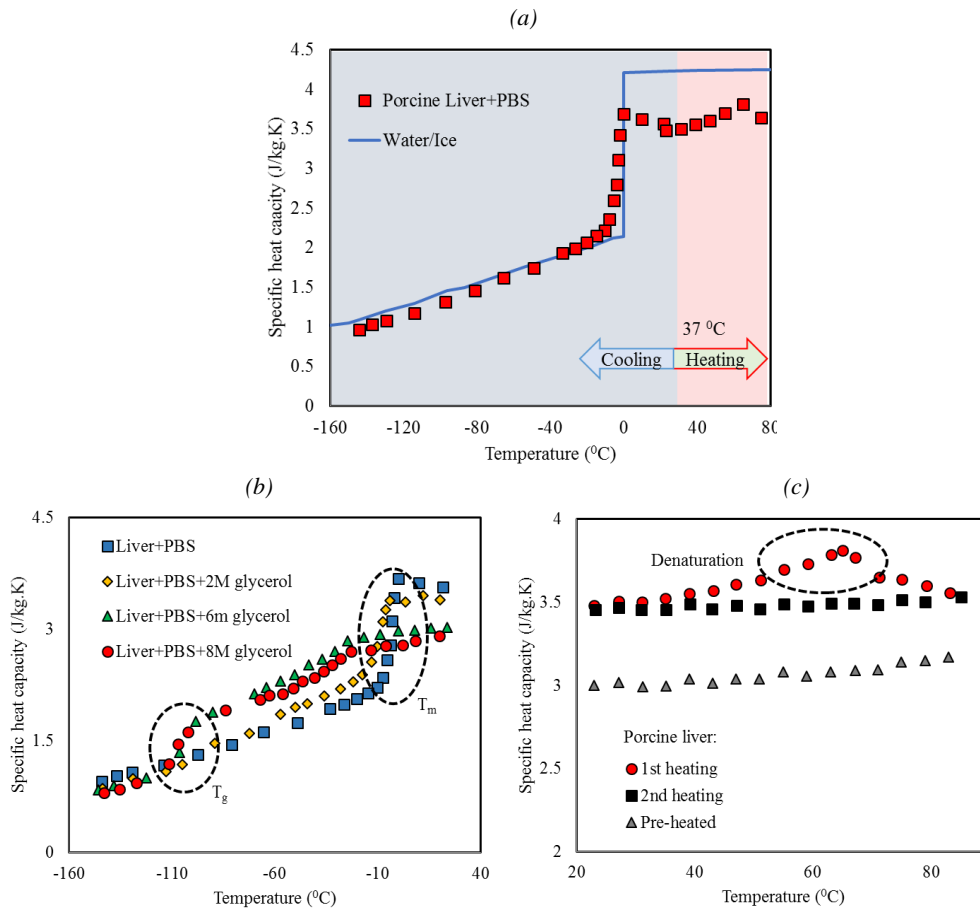 (a)
4.5
4
3.5
3
2.5
2
1.5
1
0.5
0
Specific heat caacity (J/kg.K)
Porcine Liver+PBS
Water/Ice
37 ⁰C
Cooling
Heating
-160
-120
-80
-40
0
40
80
Temperature (⁰C)
(b)
4.5
3
1.5
0
Specific heat capacity (J/kg.K)
Liver+PBS
Liver+PBS+2M glycerol
Liver+PBS+6m glycerol
Liver+PBS+8M glycerol
Tm
Tg
-160
-110
-60
-10
40
Temperature (⁰C)
(c)
4
3.5
3
2.5
2
Specific heat capacity (J/kg.K)
Denaturation
Porcine liver:
1st heating
2nd heating
Pre-heated
20
40
60
80
Temperature (⁰C)